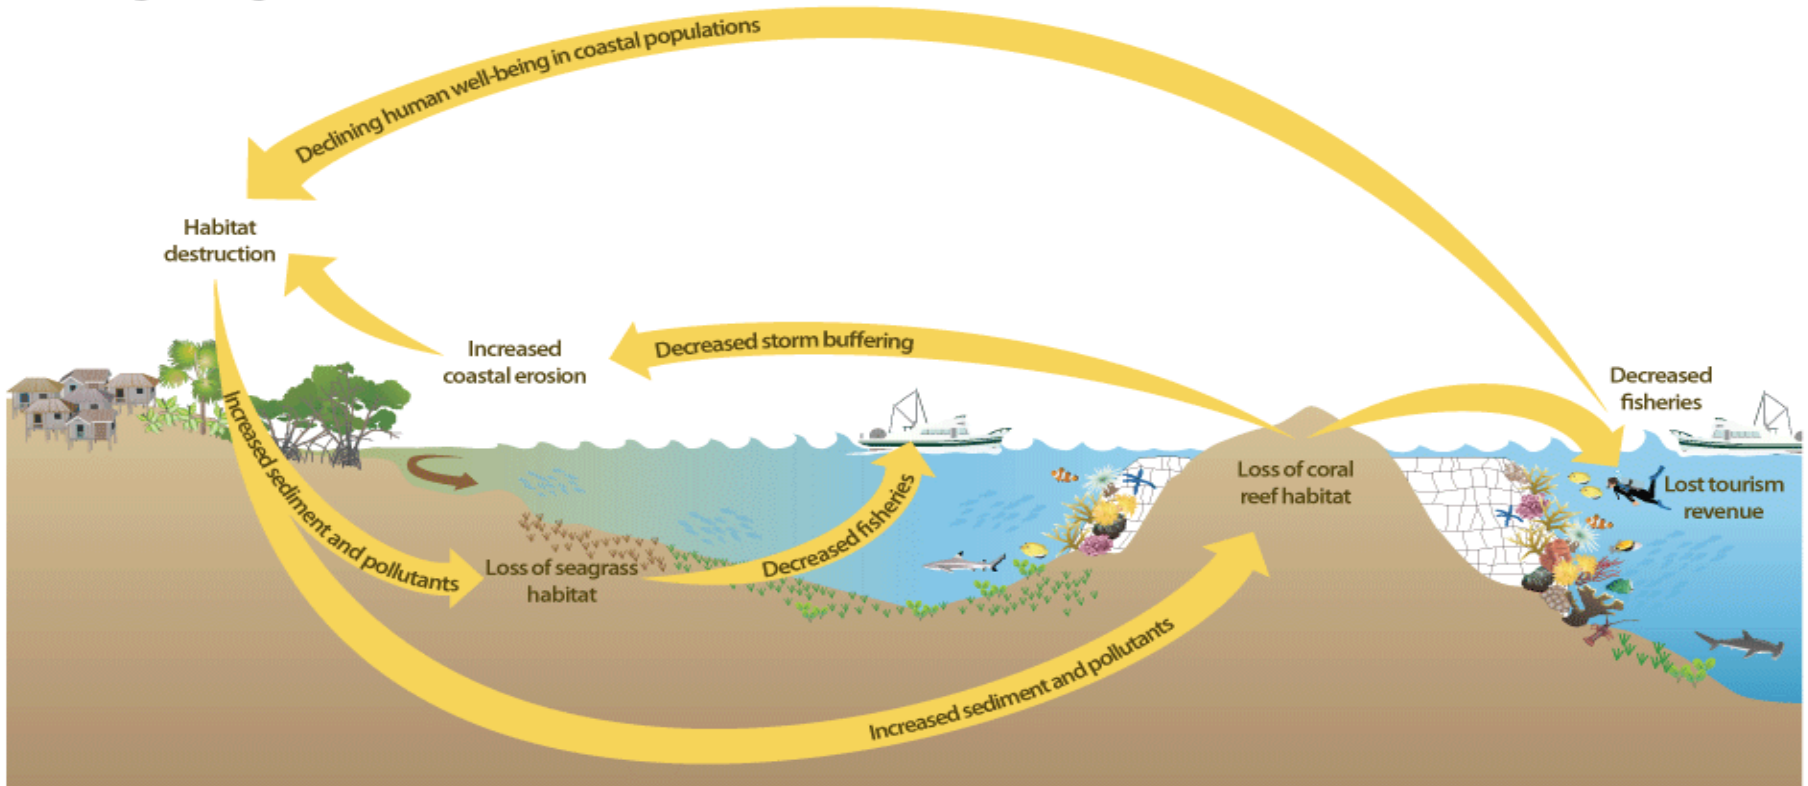 Declining human well-being in coastal populations
Habitat
destruction
Increased
coastal erosion
Decreased storm buffering
Decreased
fisheries
Increased sediment and pollutants
Loss of coral
reef habitat
Lost tourism
revenue
Decreased fisheries
Loss of seagrass
habitat
Increased sediment and pollutants